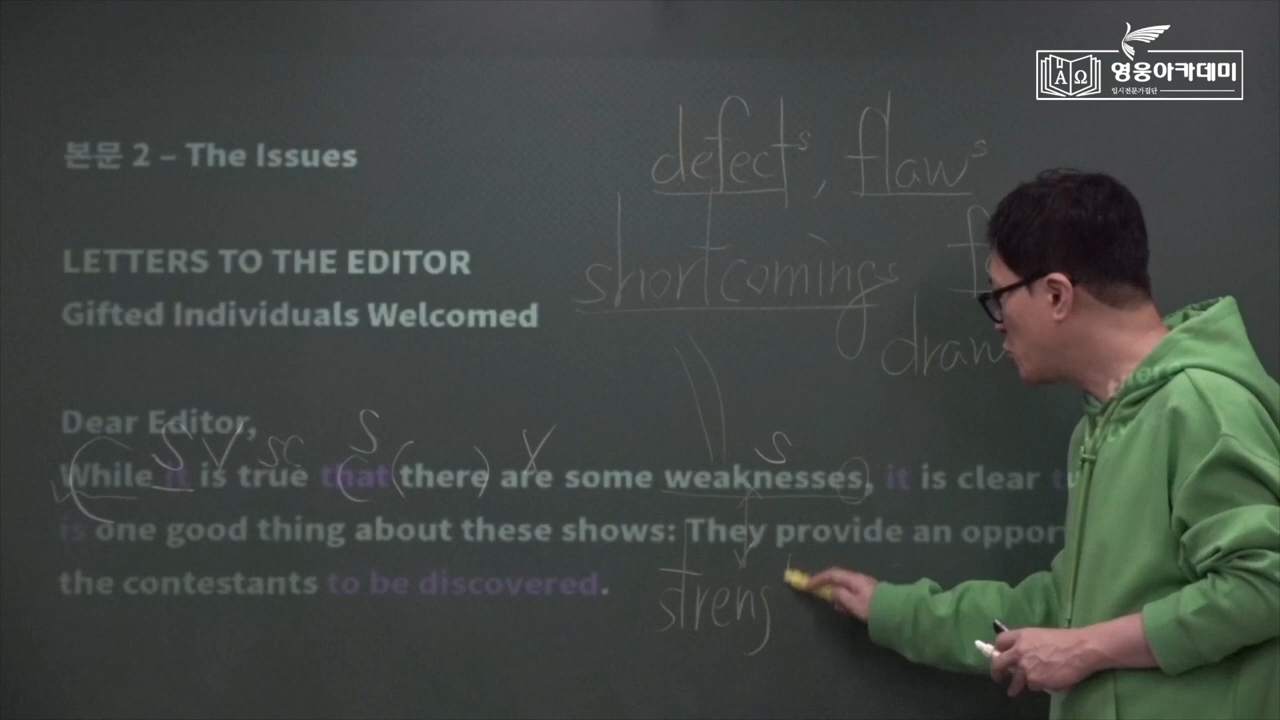 영웅아카데미
입시전문가집단
본문 2 – The Issues
defects, flaws
shortcomings
LETTERS TO THE EDITOR
Gifted Individuals Welcomed
Dear Editor,
S V SC S V S
While it is true that there are some weaknesses, it is clear
is one good thing about these shows: They provide an
the contestants to be discovered.
streng